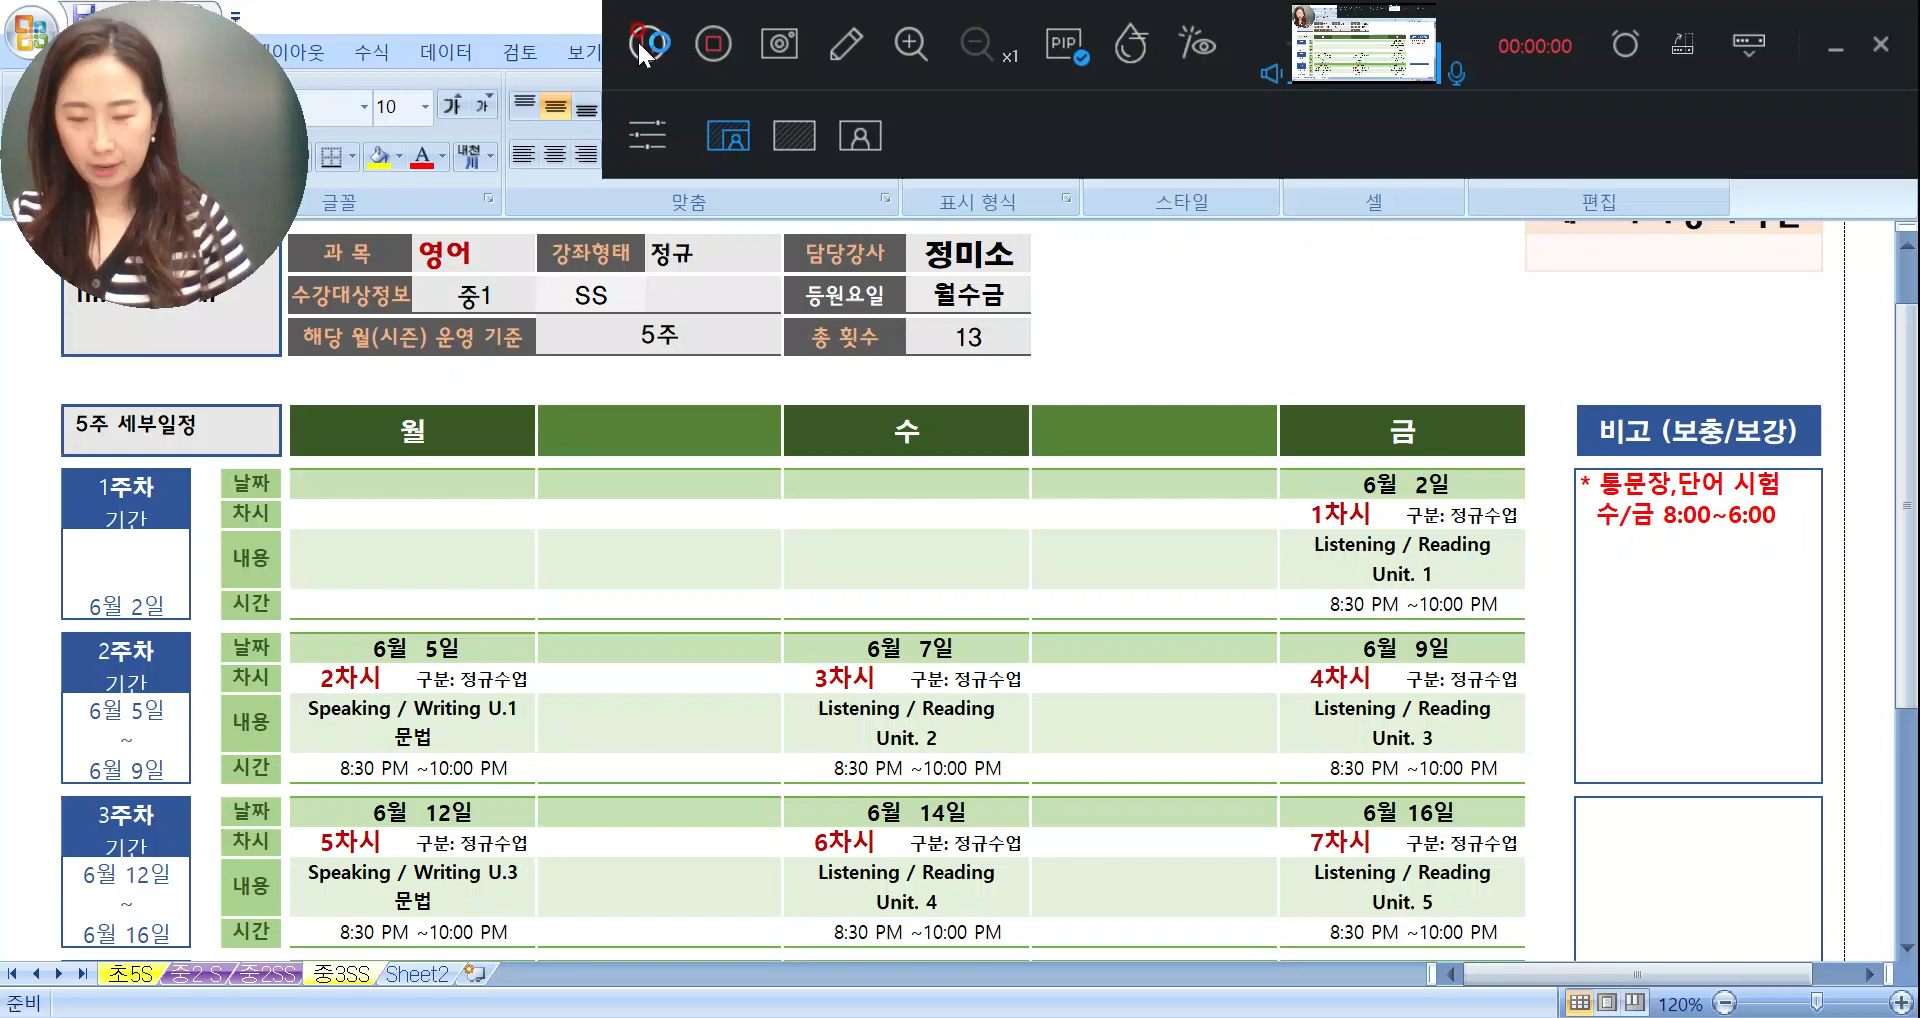 이아웃 수식 데이터 검토 보기
10 가 가
가 내천
글꼴 맞춤 표시 형식 스타일 셀 편집
x1 PIP 00:00:00
과 목 영어 강좌형태 정규 담당강사 정미소
수강대상정보 중1 SS 등원요일 월수금
해당 월(시즌) 운영 기준 5주 총 횟수 13
5주 세부일정 월 수 금 비고 (보충/보강)
1주차 날짜 6월 2일
기간 차시 1차시 구분: 정규수업
내용 Listening / Reading
Unit. 1
6월 2일 시간 8:30 PM ~10:00 PM
* 통문장,단어 시험
수/금 8:00~6:00
2주차 날짜 6월 5일 6월 7일 6월 9일
기간 차시 2차시 구분: 정규수업 3차시 구분: 정규수업 4차시 구분: 정규수업
6월 5일 내용 Speaking / Writing U.1 Listening / Reading Listening / Reading
~ 문법 Unit. 2 Unit. 3
6월 9일 시간 8:30 PM ~10:00 PM 8:30 PM ~10:00 PM 8:30 PM ~10:00 PM
3주차 날짜 6월 12일 6월 14일 6월 16일
기간 차시 5차시 구분: 정규수업 6차시 구분: 정규수업 7차시 구분: 정규수업
6월 12일 내용 Speaking / Writing U.3 Listening / Reading Listening / Reading
~ 문법 Unit. 4 Unit. 5
6월 16일 시간 8:30 PM ~10:00 PM 8:30 PM ~10:00 PM 8:30 PM ~10:00 PM
초5S 중2 S 중2SS 중3SS Sheet2
준비 120%